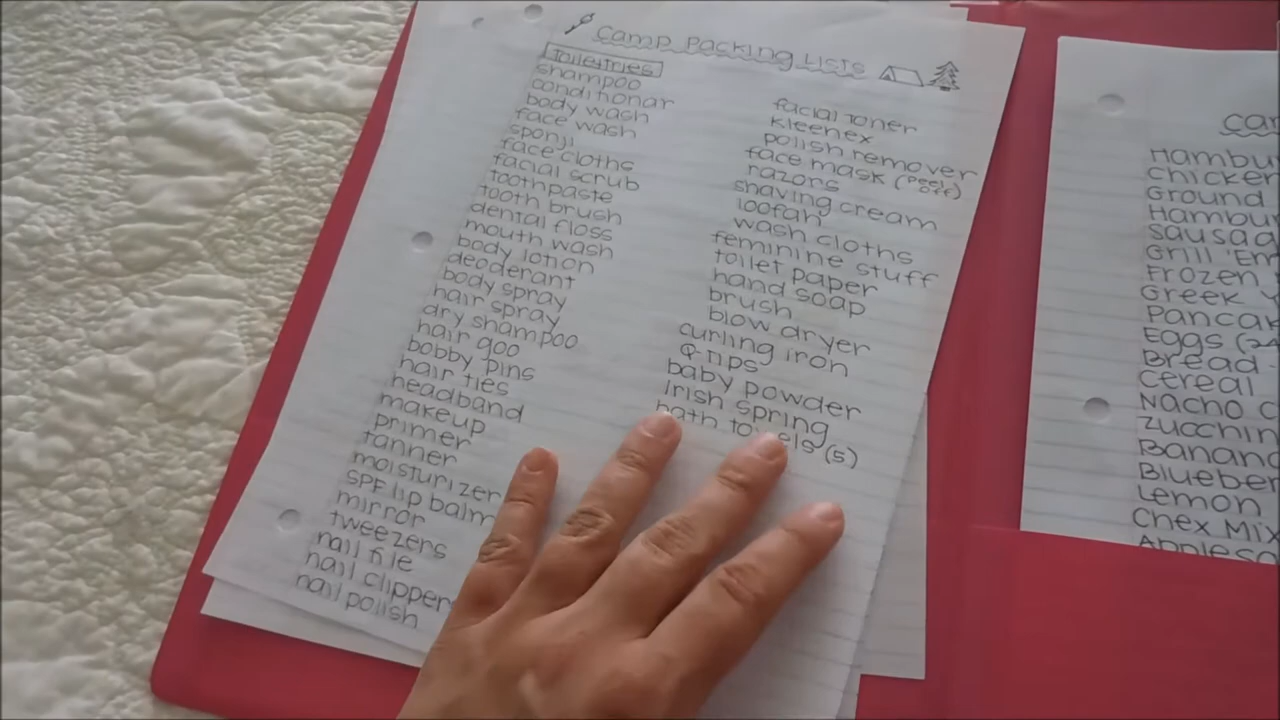 Camp Packing Lists
Toiletries
shampoo
conditionar
body wash
face wash
sponji
face cloths
facial scrub
toothpaste
tooth brush
dental floss
mouth wash
body lotion
deoderant
body spray
hair spray
dry shampoo
hair goo
bobby pins
hair ties
headband
makeup
primer
tanner
moisturizer
SPF lip balm
mirror
tweezers
nail file
nail clipper
nail polish
facial toner
Kleenex
polish remover
face mask (peel off)
razors
shaving cream
loofah
wash cloths
feminine stuff
toilet paper
hand soap
brush
blow dryer
curling iron
Q-tips
baby powder
Irish spring
bath towels (5)
Hambu
Chicken
Ground
Hambu
Sausag
Grill 'Em
Frozen
Greek
Pancak
Eggs
Bread
Cereal
Nacho C
Zucchin
Banana
Blueber
Lemon
Chex Mix
Applesa